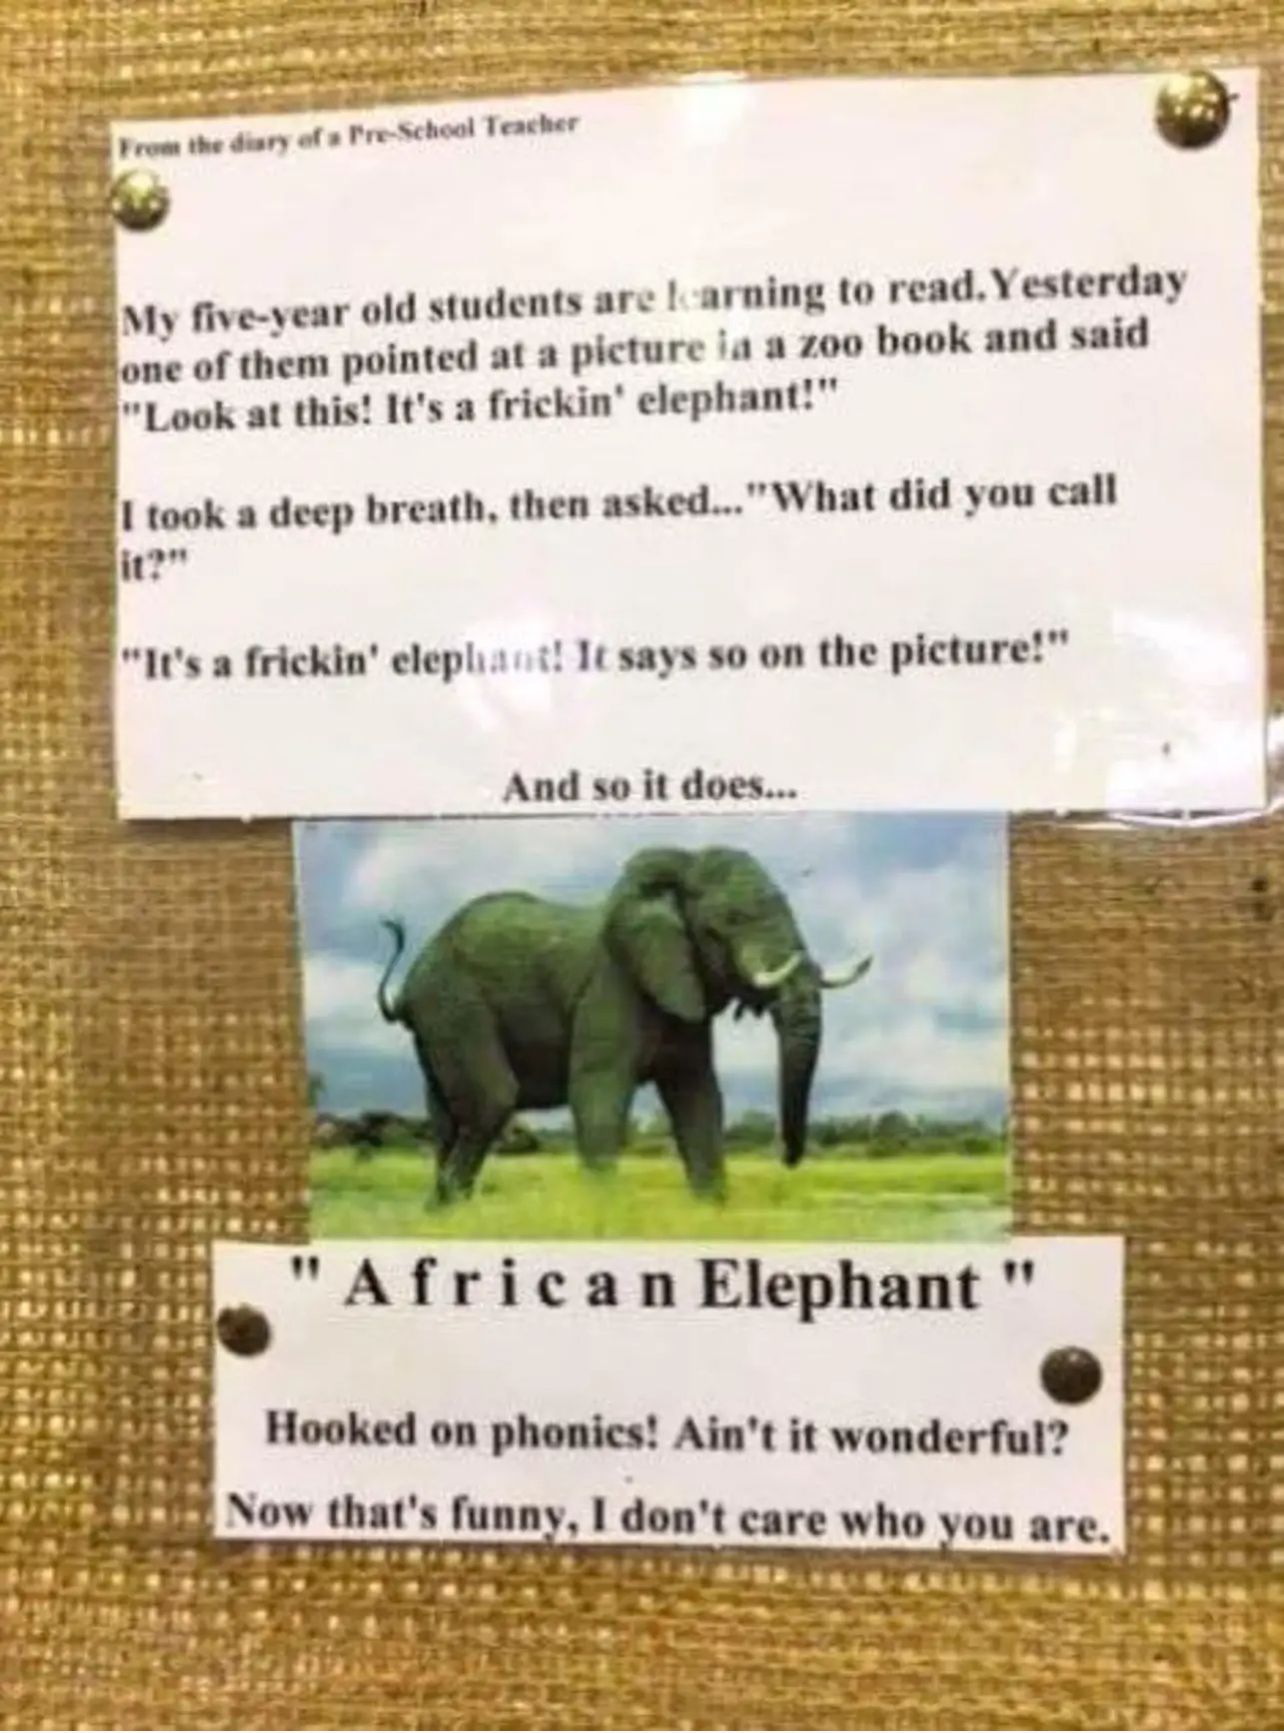 From the diary of a Pre-School Teacher
My five-year old students are learning to read.Yesterday
one of them pointed at a picture in a zoo book and said
"Look at this! It's a frickin' elephant!"
I took a deep breath, then asked..."What did you call
it?"
"It's a frickin' elephant! It says so on the picture!"
And so it does...
" A f r i c a n Elephant "
Hooked on phonics! Ain't it wonderful?
Now that's funny, I don't care who you are.